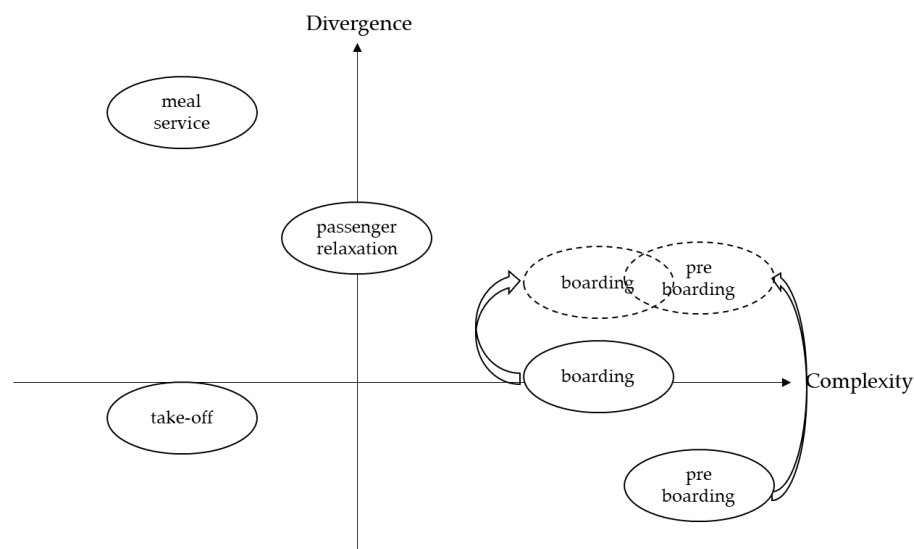 Divergence
meal
service
passenger
relaxation
boarding
pre
boarding
boarding
Complexity
take-off
pre
boarding